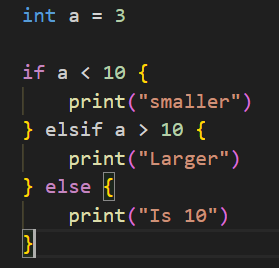 int a = 3
if a < 10 {
    print("smaller")
} elsif a > 10 {
    print("Larger")
} else {
    print("Is 10")
}